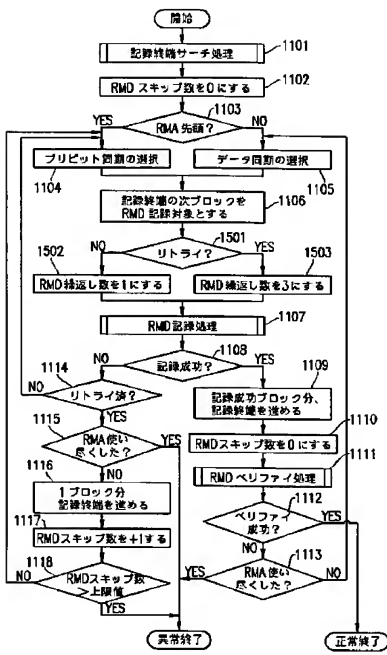 開始
記録終端サーチ処理
1101
RMDスキップ数を0にする
1102
1103
YES
RMA先頭?
NO
プリピット同期の選択
データ同期の選択
1104
1105
記録終端の次ブロックを
RMD記録対象とする
1106
1501
1502
NO
リトライ?
YES
1503
RMD繰返し数を1にする
RMD繰返し数を3にする
RMD記録処理
1107
1108
NO
記録成功?
YES
1109
1114
NO
リトライ済?
記録成功ブロック分、
記録終端を進める
YES
1110
1115
RMA使い
尽くした?
YES
RMDスキップ数を0にする
1111
1116
NO
RMDベリファイ処理
1ブロック分
記録終端を進める
1112
1117
ベリファイ
成功?
YES
RMDスキップ数を+1する
1118
NO
1113
NO
RMDスキップ数
>上限値
YES
YES
RMA使い
尽くした?
NO
異常終了
正常終了